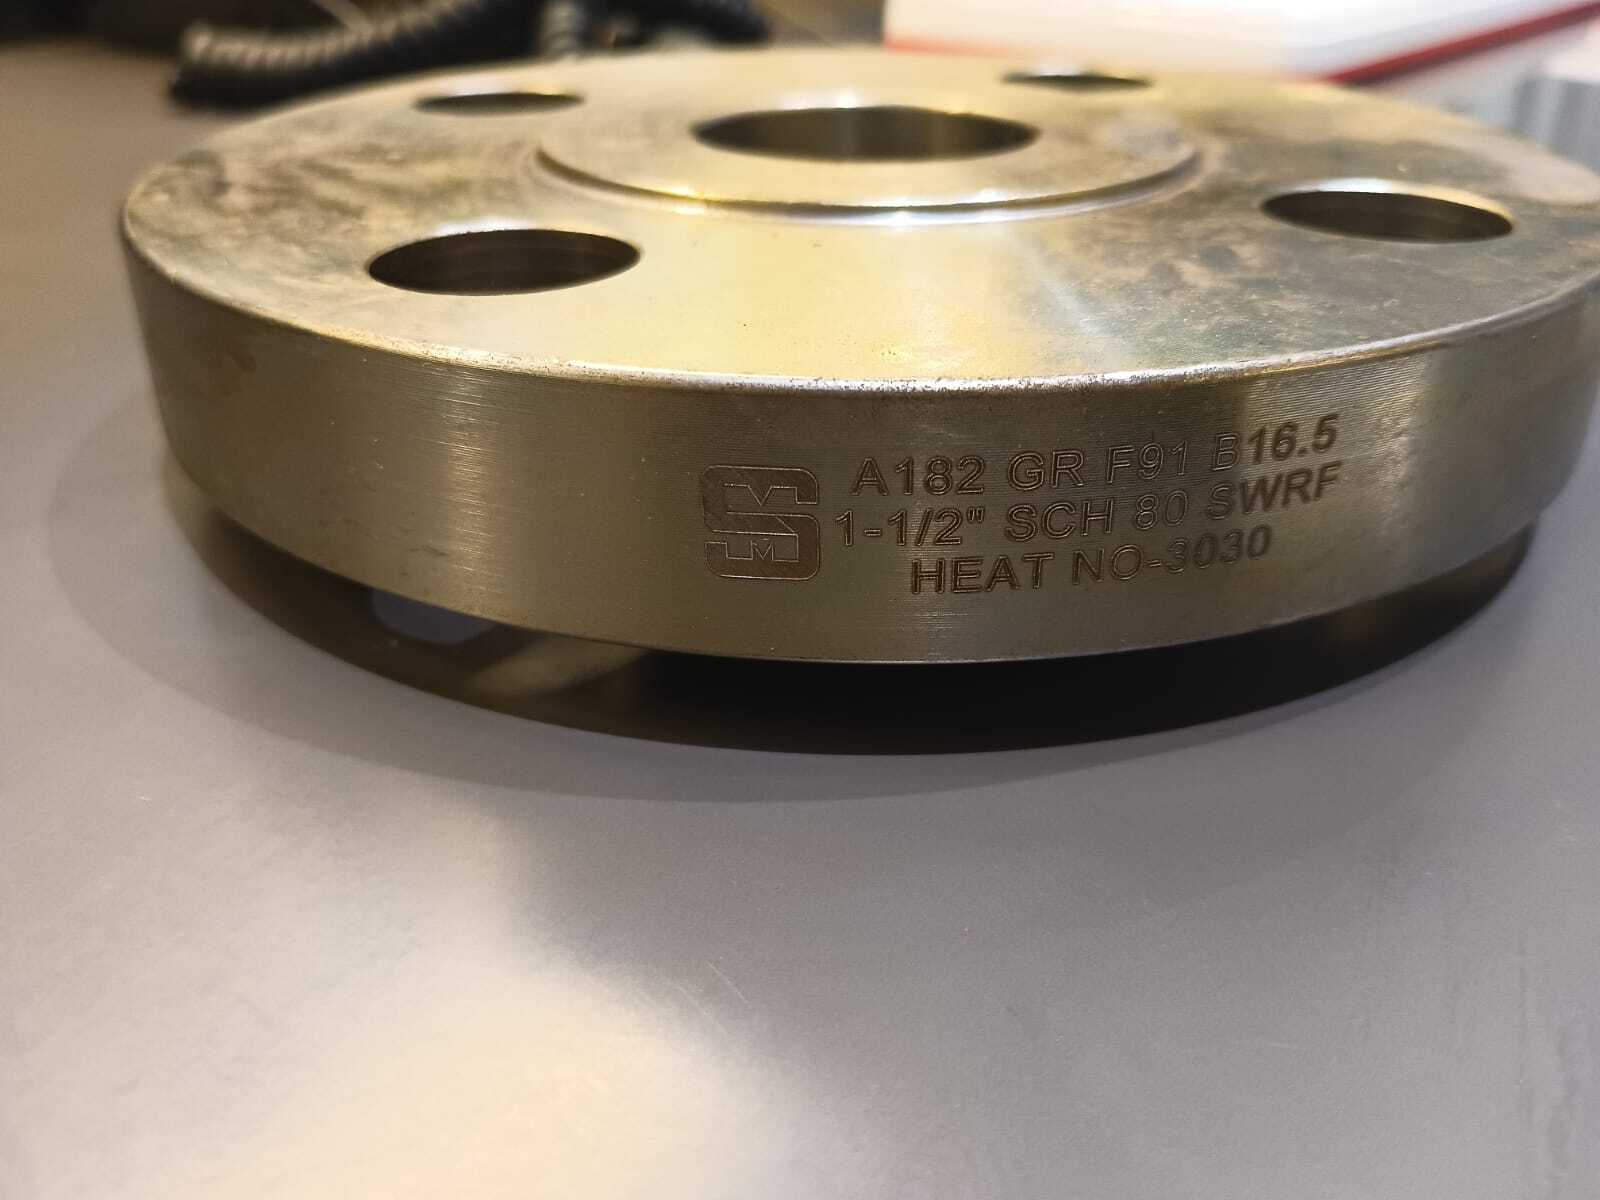 A182 GR F91 B16.5
1-1/2" SCH 80 SWRF
HEAT NO-3030